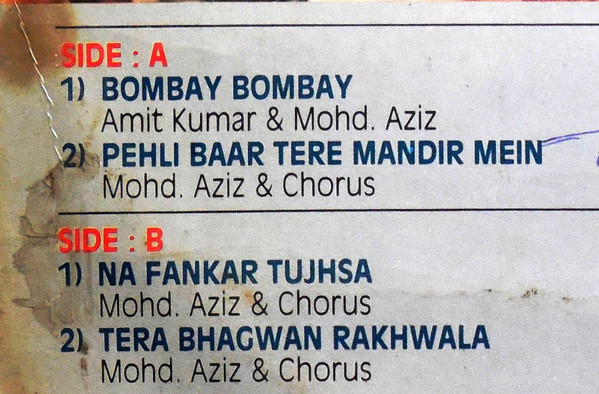 SIDE : A
1) BOMBAY BOMBAY
Amit Kumar & Mohd. Aziz
2) PEHLI BAAR TERE MANDIR MEIN
Mohd. Aziz & Chorus
SIDE : B
1) NA FANKAR TUJHSA
Mohd. Aziz & Chorus
2) TERA BHAGWAN RAKHWALA
Mohd. Aziz & Chorus